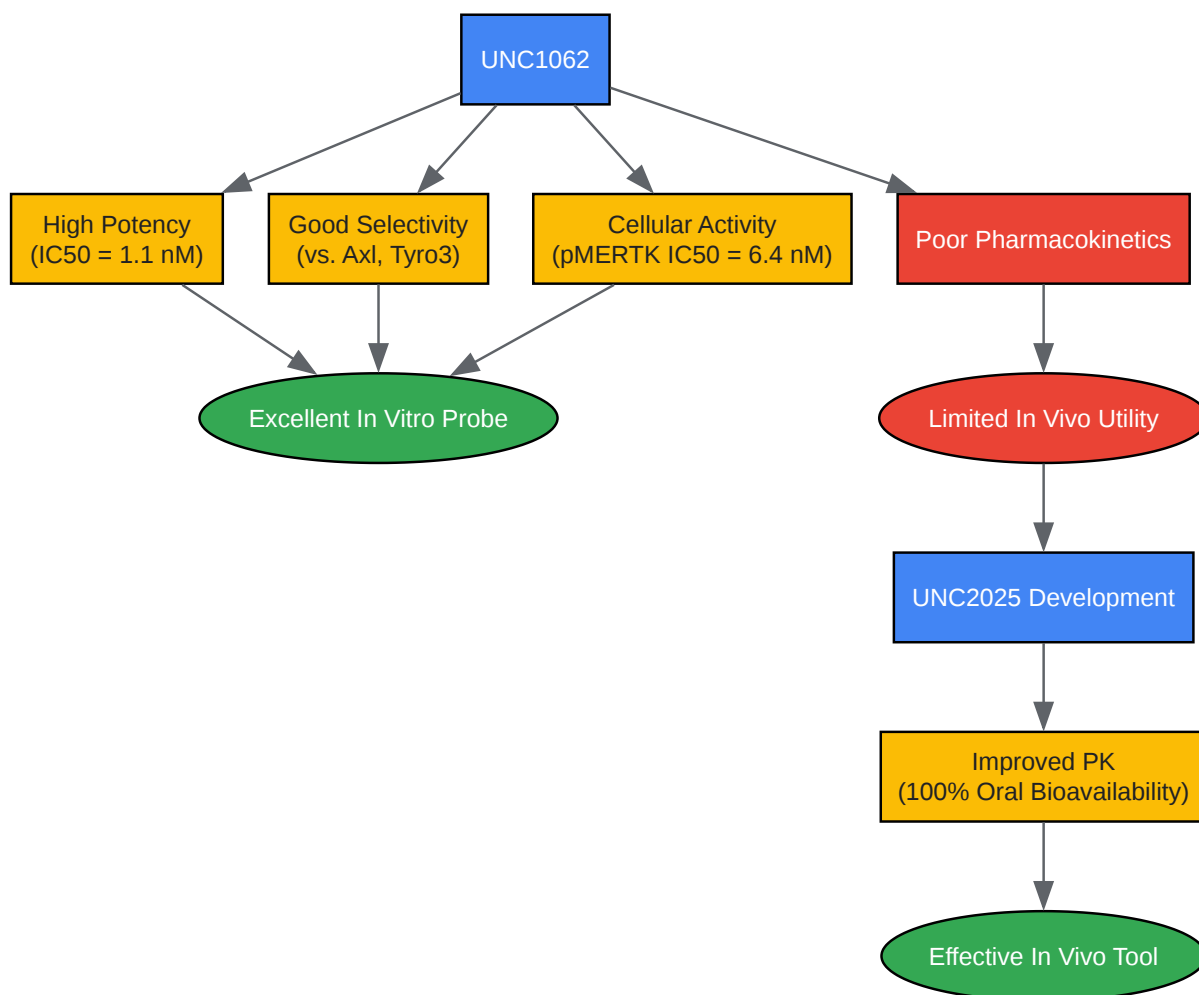 UNC1062
High Potency
(IC50 = 1.1 nM)
Good Selectivity
(vs. Axl, Tyro3)
Cellular Activity
(pMERTK IC50 = 6.4 nM)
Poor Pharmacokinetics
Excellent In Vitro Probe
Limited In Vivo Utility
UNC2025 Development
Improved PK
(100% Oral Bioavailability)
Effective In Vivo Tool